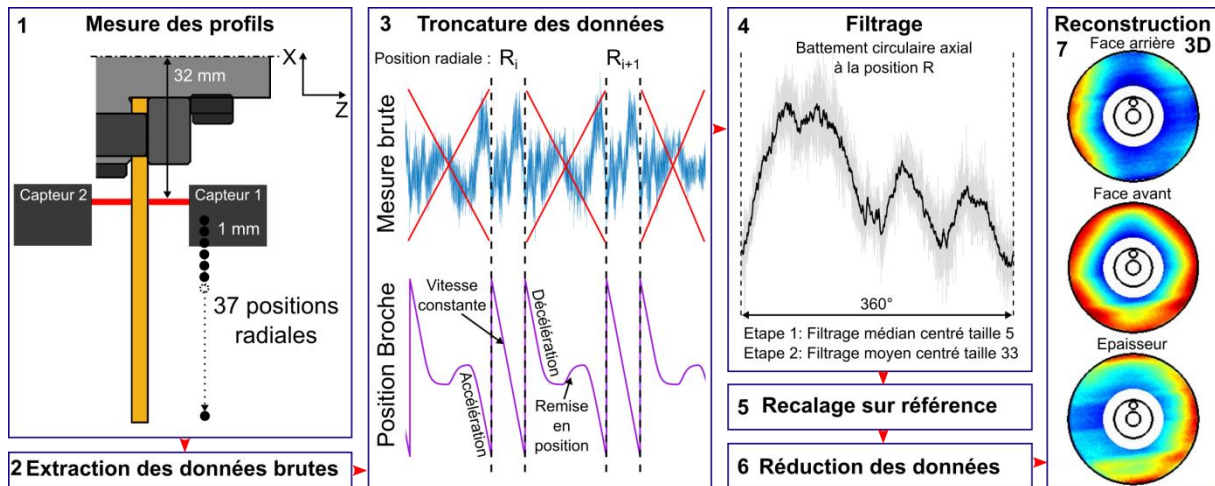 1 Mesure des profils
X
32 mm
Z
Capteur 2
Capteur 1
1 mm
37 positions
radiales
2 Extraction des données brutes
3 Troncature des données
Position radiale : Ri Ri+1
Mesure brute
Position Broche
Vitesse
constante
Décélération
Accélération
Remise
en
position
4 Filtrage
Battement circulaire axial
à la position R
360°
Etape 1: Filtrage médian centré taille 5
Etape 2: Filtrage moyen centré taille 33
5 Recalage sur référence
6 Réduction des données
Reconstruction
7 3D
Face arrière
Face avant
Epaisseur